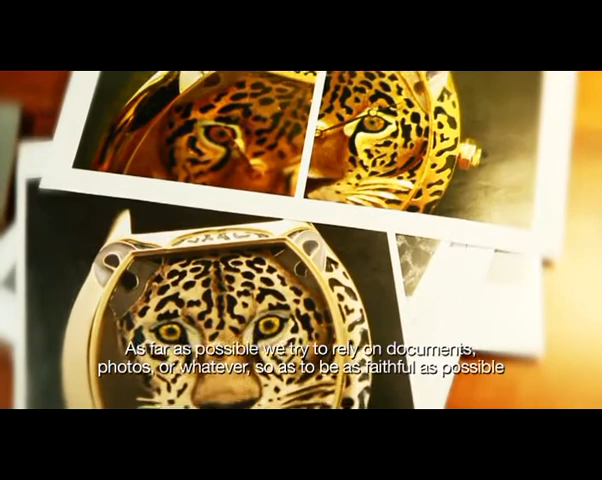 As far as possible we try to rely on documents,
photos, or whatever, so as to be as faithful as possible